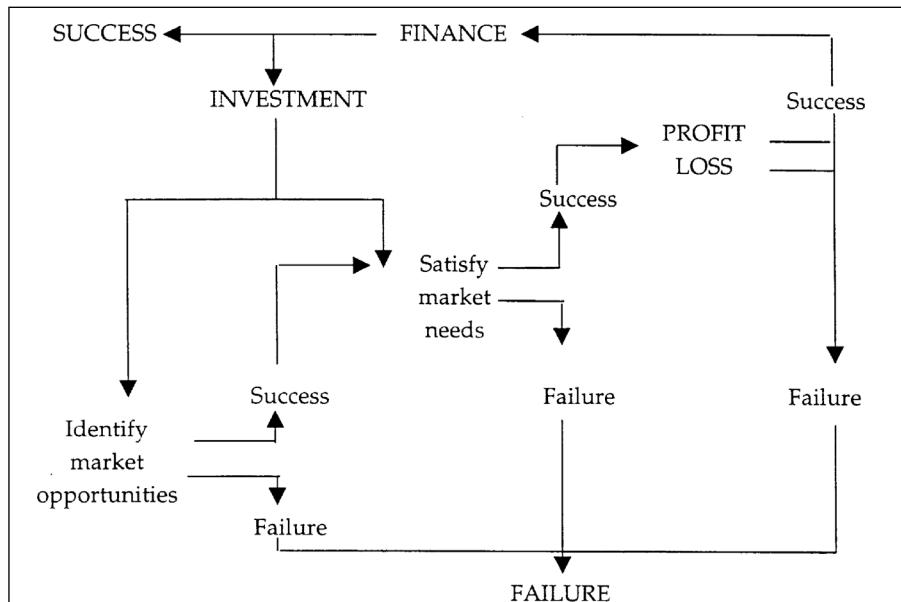 SUCCESS
FINANCE
INVESTMENT
Success
PROFIT
LOSS
Success
Satisfy
market
needs
Success
Failure
Failure
Identify
market
opportunities
Failure
FAILURE